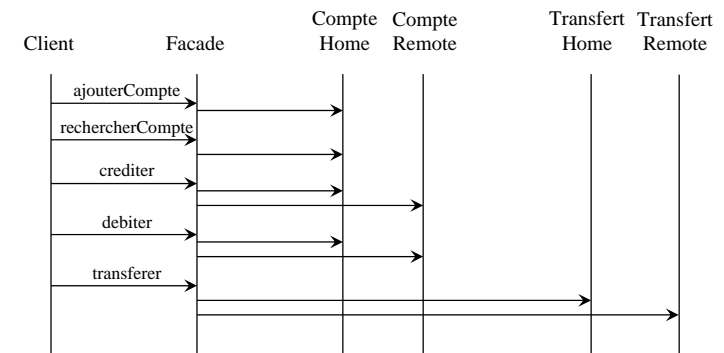 Compte Compte Transfert Transfert
Client Facade Home Remote Home Remote
ajouterCompte
rechercherCompte
crediter
debiter
transferer